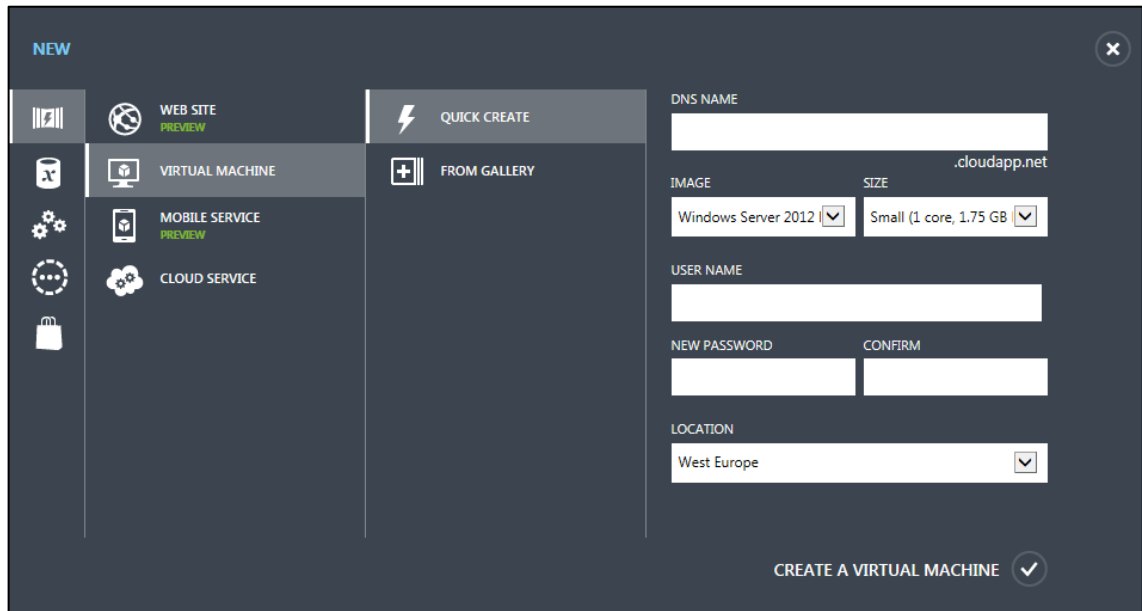 NEW
WEB SITE
PREVIEW
VIRTUAL MACHINE
MOBILE SERVICE
PREVIEW
CLOUD SERVICE
QUICK CREATE
FROM GALLERY
DNS NAME
.cloudapp.net
IMAGE SIZE
Windows Server 2012 Small (1 core, 1.75 GB
USER NAME
NEW PASSWORD CONFIRM
LOCATION
West Europe
CREATE A VIRTUAL MACHINE